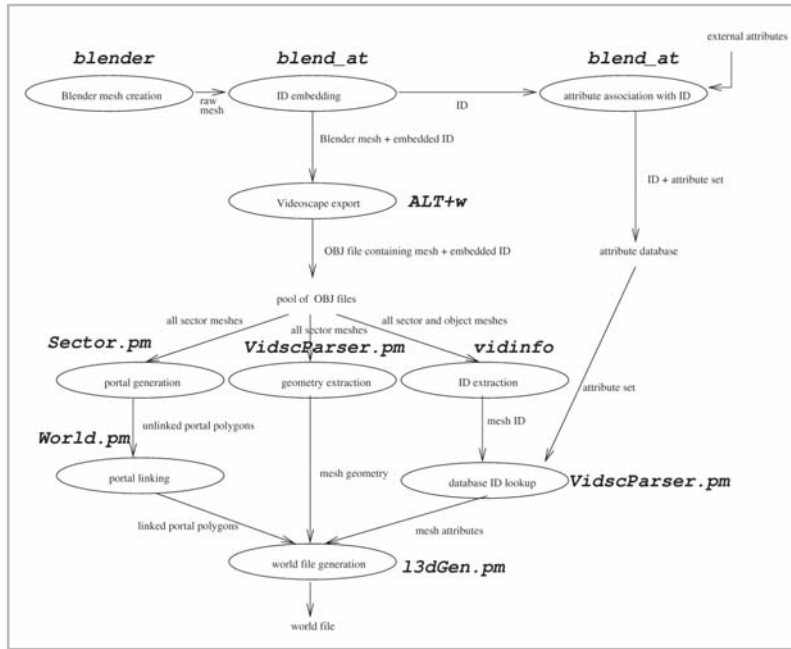 external attributes
blender
blend_at
blend_at
Blender mesh creation
raw
mesh
ID embedding
ID
attribute association with ID
Blender mesh + embedded ID
ID + attribute set
Videoscape export
ALT+w
OBJ file containing mesh + embedded ID
attribute database
pool of OBJ files
all sector meshes
all sector meshes
all sector and object meshes
Sector.pm
VidscParser.pm
vidinfo
portal generation
geometry extraction
ID extraction
attribute set
unlinked portal polygons
mesh ID
World.pm
portal linking
mesh geometry
database ID lookup
VidscParser.pm
linked portal polygons
mesh attributes
world file generation
l3dGen.pm
world file